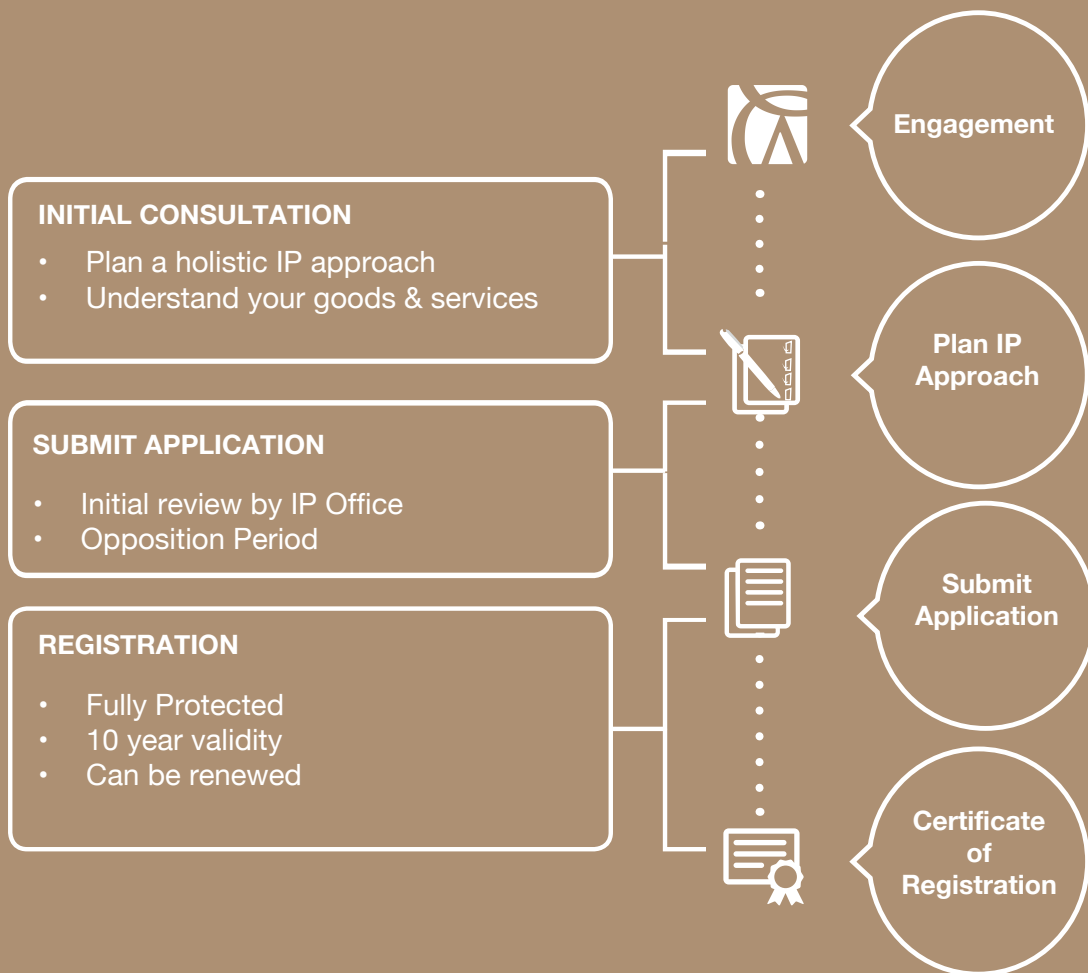 INITIAL CONSULTATION
• Plan a holistic IP approach
• Understand your goods & services
SUBMIT APPLICATION
• Initial review by IP Office
• Opposition Period
REGISTRATION
• Fully Protected
• 10 year validity
• Can be renewed
Engagement
Plan IP
Approach
Submit
Application
Certificate
of
Registration